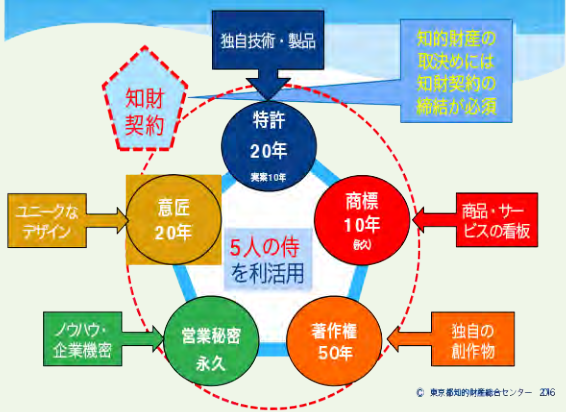 独自技術・製品
知的財産の
取決めには
知財契約の
締結が必須
知財
契約
特許
20年
実案10年
ユニークな
デザイン
意匠
20年
商標
10年
(永久)
商品・サー
ビスの看板
5人の侍
を利活用
ノウハウ・
企業機密
営業秘密
永久
著作権
50年
独自の
創作物
© 東京都知的財産総合センター 2016